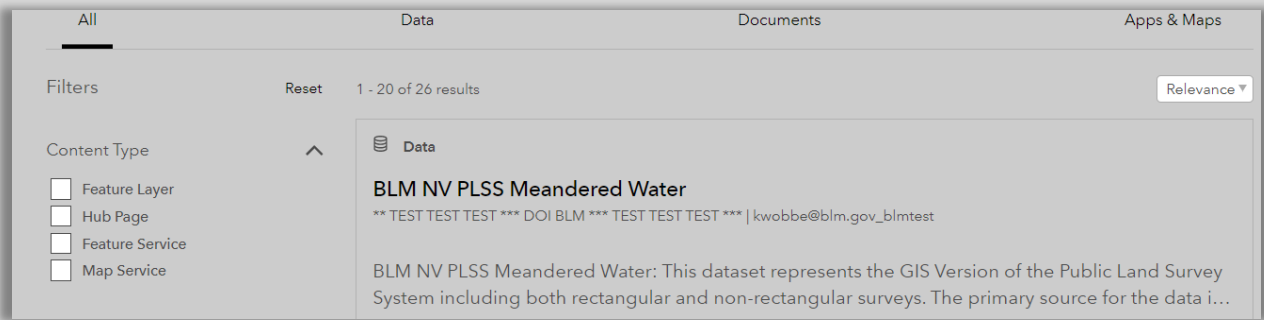 All Data Documents Apps & Maps
Filters Reset 1 - 20 of 26 results Relevance
Data
Content Type
Feature Layer
Hub Page
Feature Service
Map Service
BLM NV PLSS Meandered Water
** TEST TEST TEST *** DOI BLM *** TEST TEST TEST *** | kwobbe@blm.gov_blmtest
BLM NV PLSS Meandered Water: This dataset represents the GIS Version of the Public Land Survey
System including both rectangular and non-rectangular surveys. The primary source for the data i…